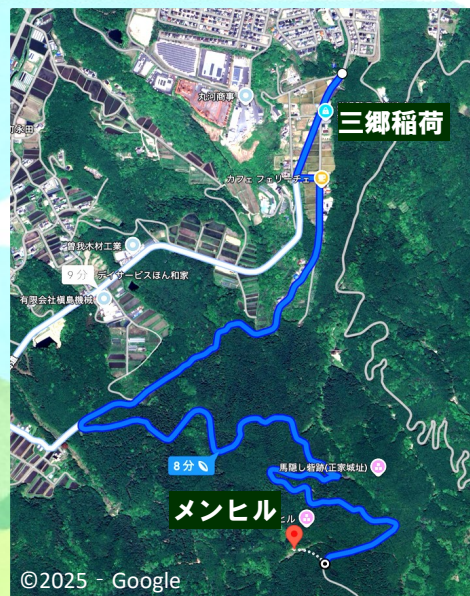 丸河商事
三郷稲荷
カフェ フェリーチェ
曽我木材工業
9 分
デイサービスほん和家
有限会社槇島機械
8 分
馬隠し砦跡(正家城址)
メンヒル
ヒル
©2025 - Google